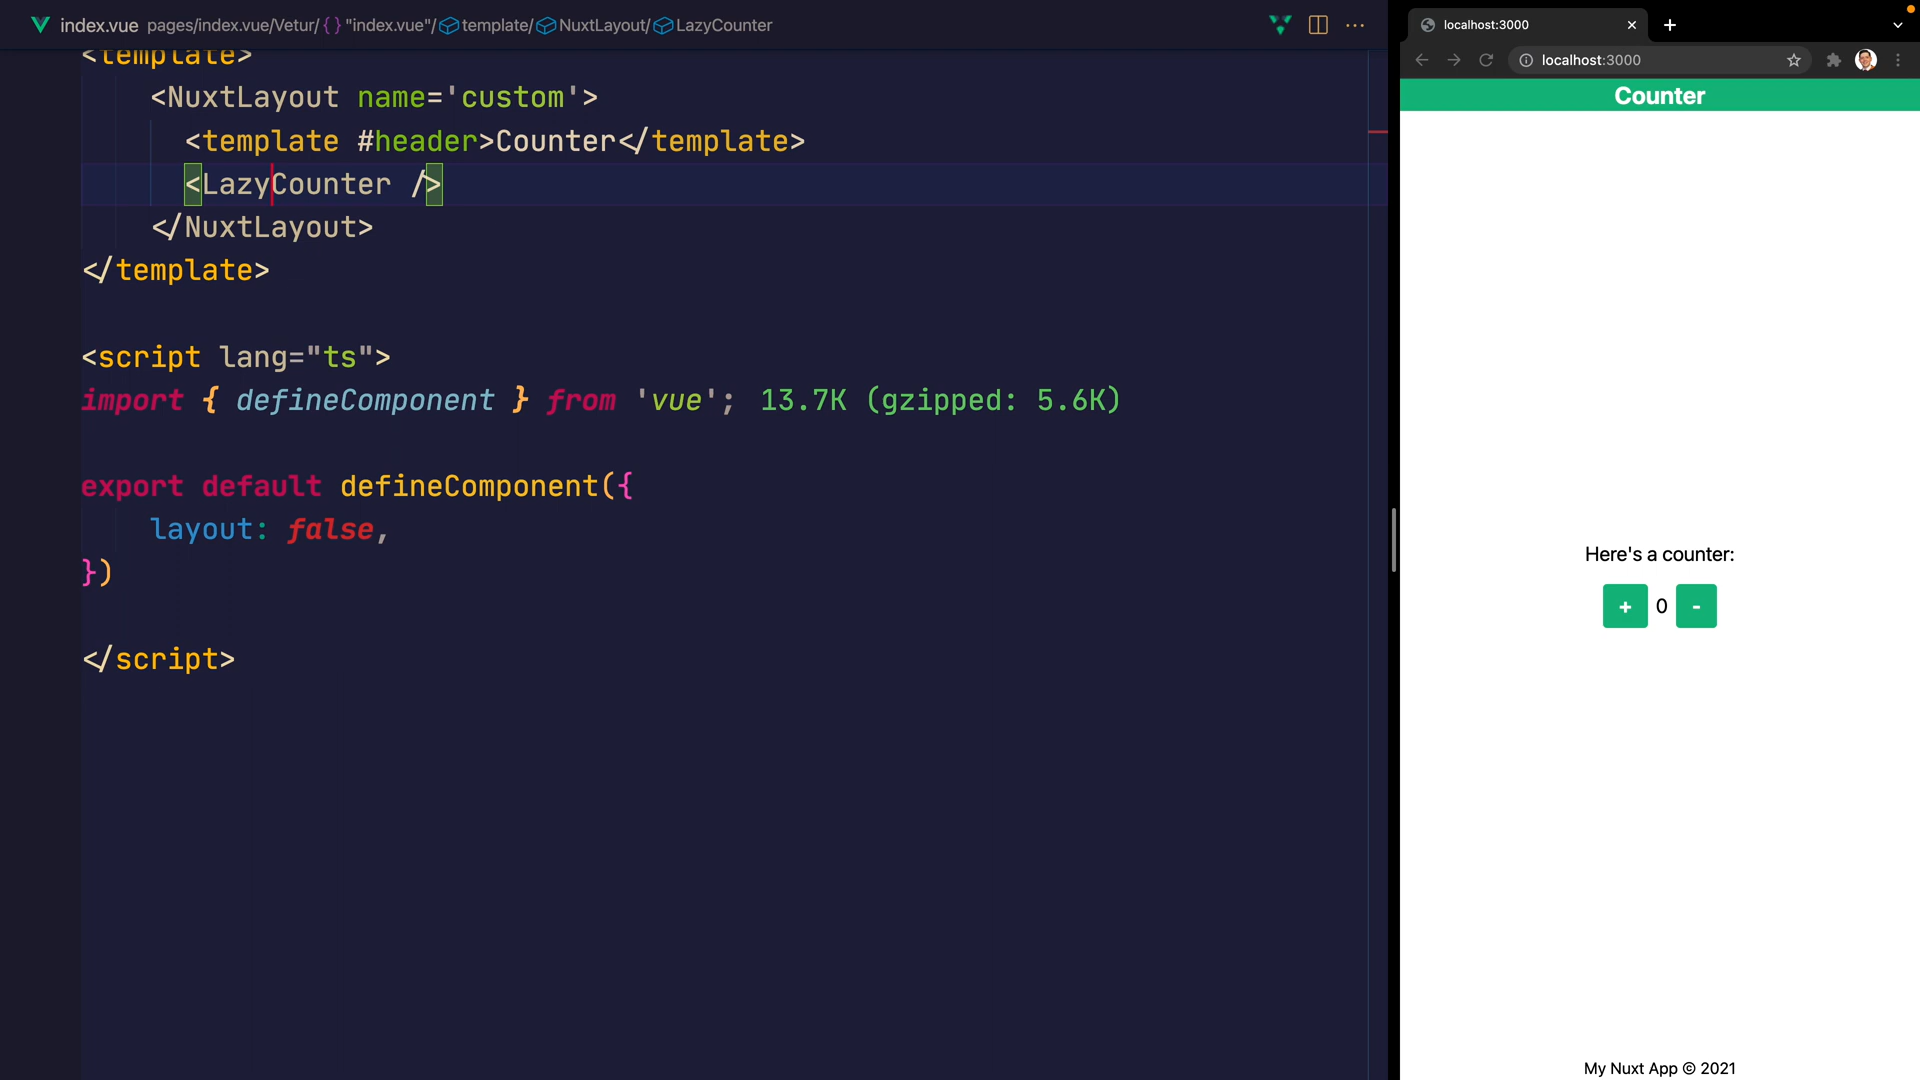 index.vue pages/index.vue/Vetur/{ } "index.vue"/template/NuxtLayout/LazyCounter
<template>
<NuxtLayout name='custom'>
<template #header>Counter</template>
<LazyCounter />
</NuxtLayout>
</template>
<script lang="ts">
import { defineComponent } from 'vue'; 13.7K (gzipped: 5.6K)
export default defineComponent({
layout: false,
})
</script>
localhost:3000
localhost:3000
Counter
Here's a counter:
+ 0 -
My Nuxt App © 2021